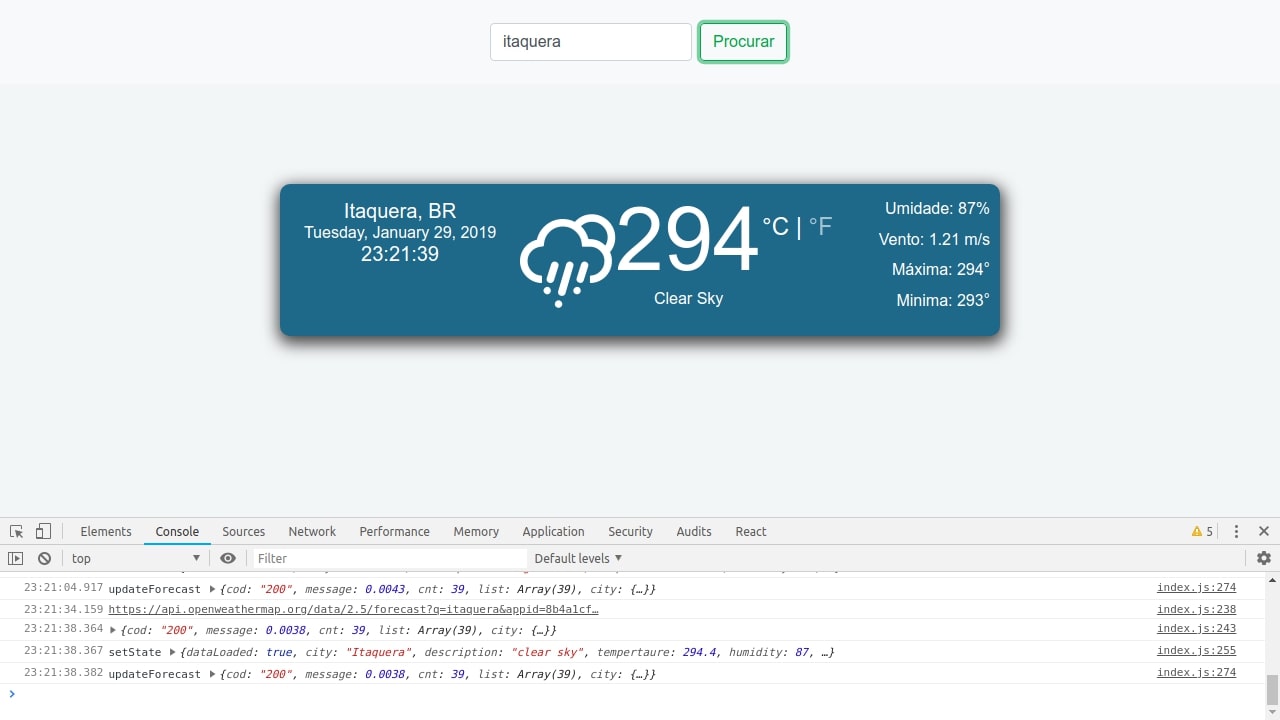 itaquera Procurar
Itaquera, BR
Tuesday, January 29, 2019
23:21:39
294 °C | °F
Clear Sky
Umidade: 87%
Vento: 1.21 m/s
Máxima: 294°
Minima: 293°
Elements Console Sources Network Performance Memory Application Security Audits React 5
top Filter Default levels
23:21:04.917 updateForecast {cod: "200", message: 0.0043, cnt: 39, list: Array(39), city: {…}} index.js:274
23:21:34.159 https://api.openweathermap.org/data/2.5/forecast?q=itaquera&appid=8b4a1cf… index.js:238
23:21:38.364 {cod: "200", message: 0.0038, cnt: 39, list: Array(39), city: {…}} index.js:243
23:21:38.367 setState {dataLoaded: true, city: "Itaquera", description: "clear sky", tempertaure: 294.4, humidity: 87, …} index.js:255
23:21:38.382 updateForecast {cod: "200", message: 0.0038, cnt: 39, list: Array(39), city: {…}} index.js:274